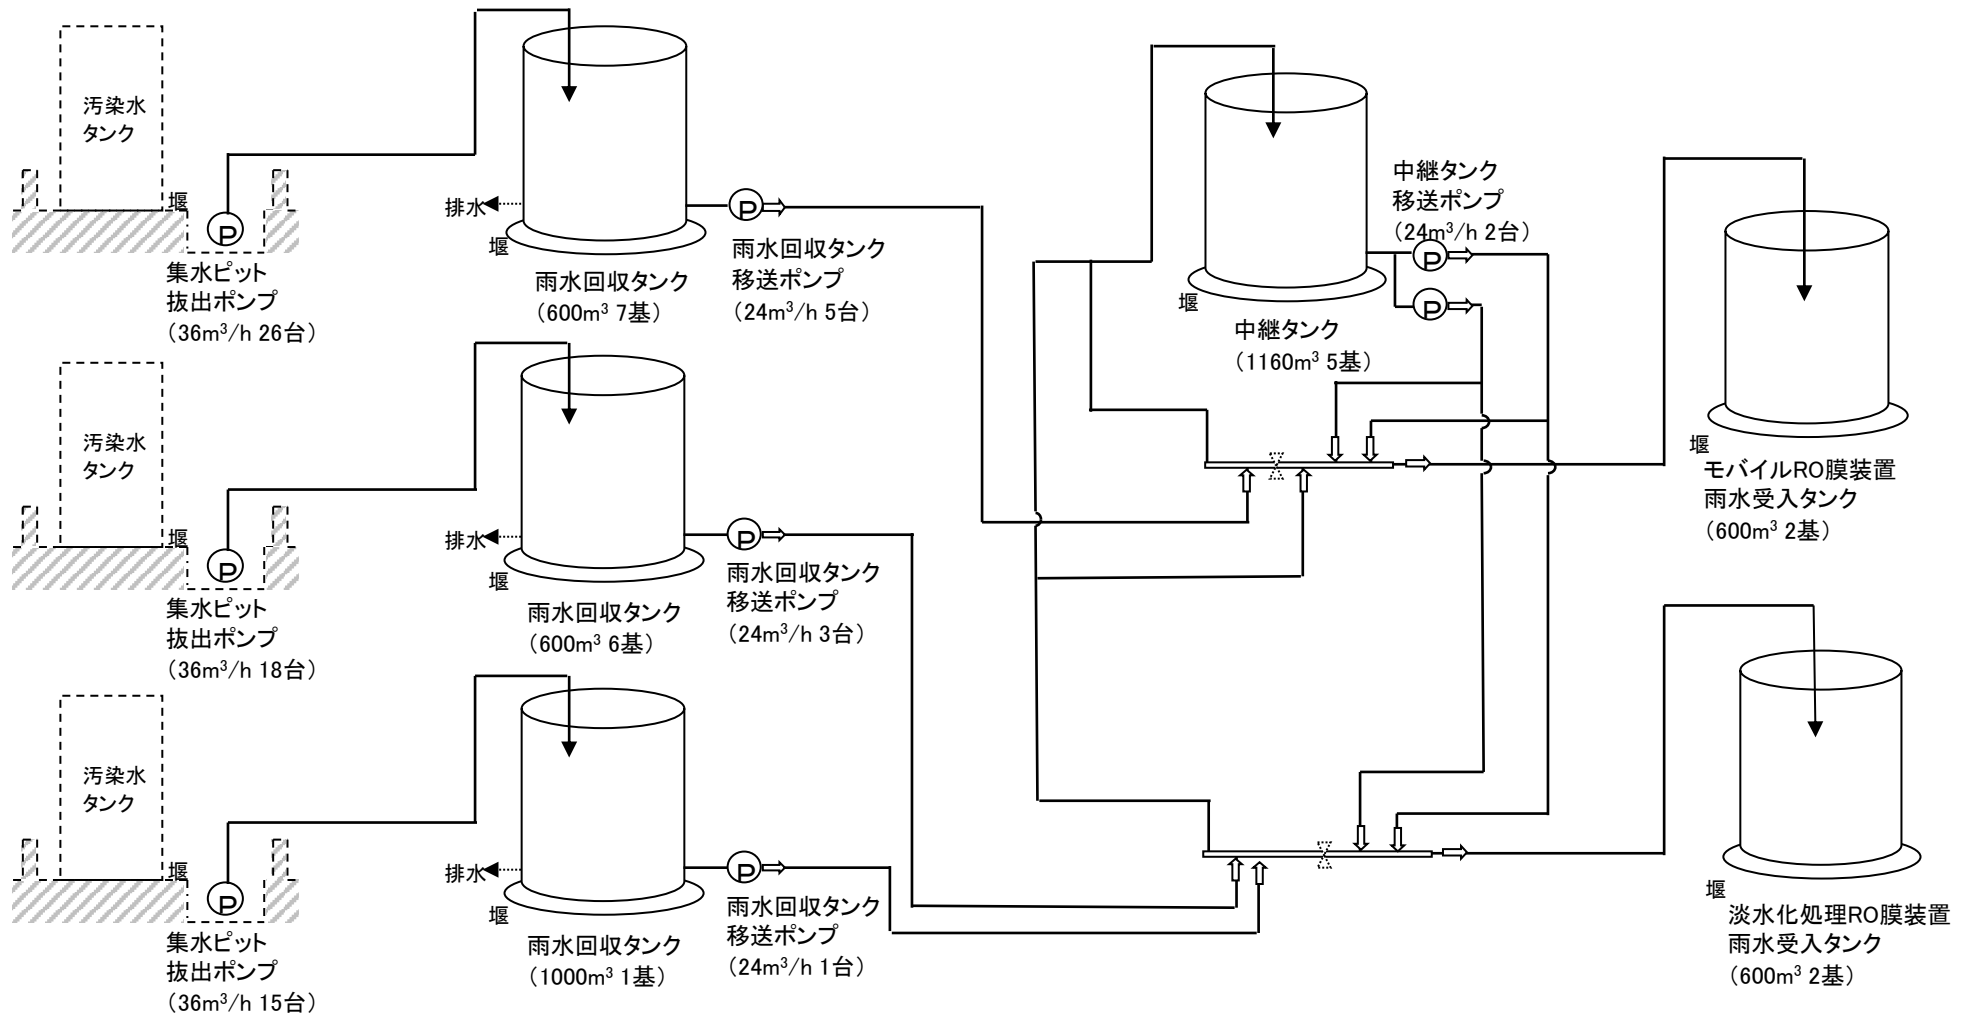 汚染水
タンク
堰
P
集水ピット
抜出ポンプ
（36m³/h 26台）
排水
堰
雨水回収タンク
（600m³ 7基）
P
雨水回収タンク
移送ポンプ
（24m³/h 5台）
汚染水
タンク
堰
P
集水ピット
抜出ポンプ
（36m³/h 18台）
排水
堰
雨水回収タンク
（600m³ 6基）
P
雨水回収タンク
移送ポンプ
（24m³/h 3台）
汚染水
タンク
堰
P
集水ピット
抜出ポンプ
（36m³/h 15台）
排水
堰
雨水回収タンク
（1000m³ 1基）
P
雨水回収タンク
移送ポンプ
（24m³/h 1台）
堰
中継タンク
（1160m³ 5基）
中継タンク
移送ポンプ
（24m³/h 2台）
P
P
堰
モバイルRO膜装置
雨水受入タンク
（600m³ 2基）
堰
淡水化処理RO膜装置
雨水受入タンク
（600m³ 2基）